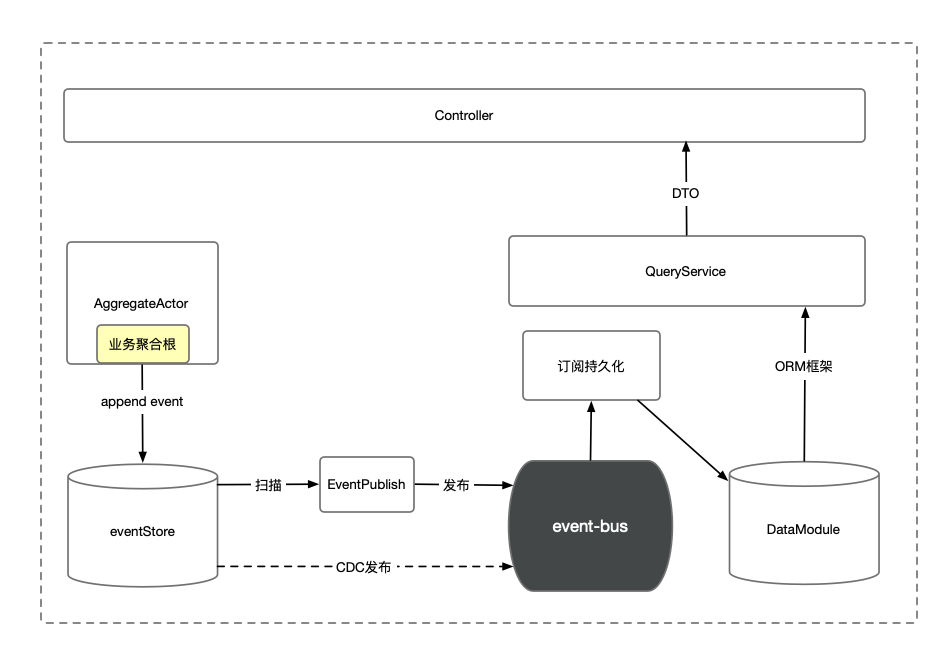 Controller
DTO
QueryService
AggregateActor
业务聚合根
订阅持久化
ORM框架
append event
扫描
EventPublish
发布
event-bus
eventStore
DataModule
CDC发布